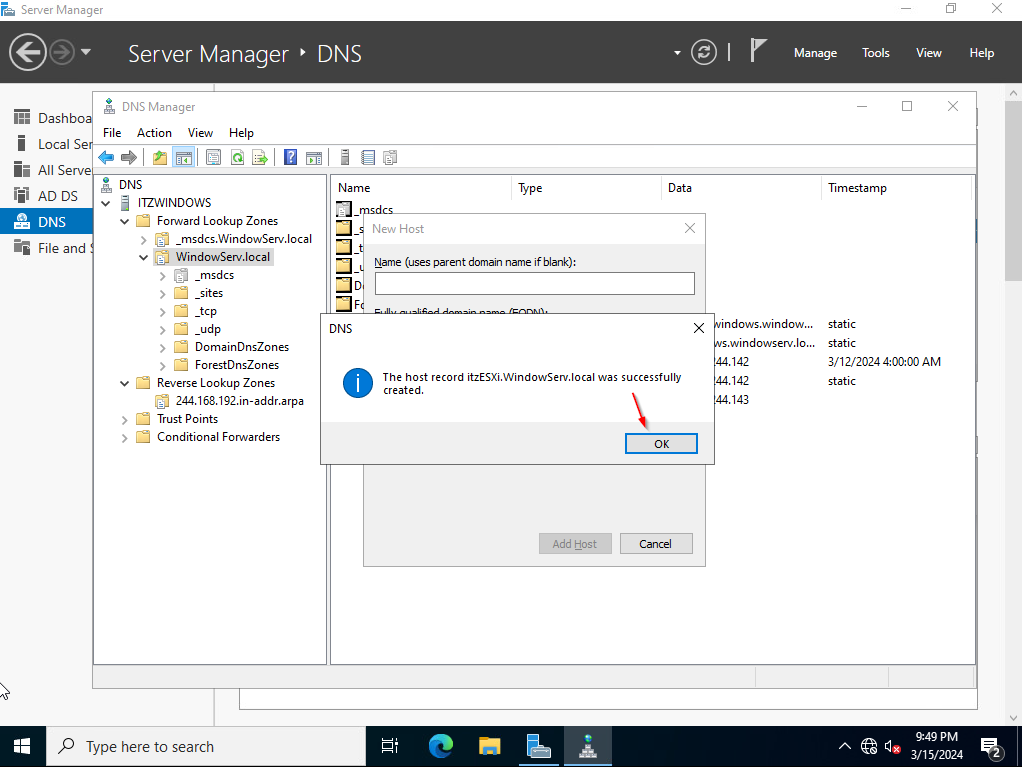 Server Manager
Server Manager ‣ DNS
Manage Tools View Help
Dashboa
Local Ser
All Serve
AD DS
DNS
File and S
DNS Manager
File Action View Help
DNS
ITZWINDOWS
Forward Lookup Zones
_msdcs.WindowServ.local
WindowServ.local
_msdcs
_sites
_tcp
_udp
DomainDnsZones
ForestDnsZones
Reverse Lookup Zones
244.168.192.in-addr.arpa
Trust Points
Conditional Forwarders
Name Type Data Timestamp
_msdcs
_s
_t
_u
Do
Fo
windows.window... static
ws.windowserv.lo... static
244.142 3/12/2024 4:00:00 AM
244.142 static
244.143
New Host
Name (uses parent domain name if blank):
Fully qualified domain name (FQDN):
DNS
The host record itzESXi.WindowServ.local was successfully
created.
OK
Add Host Cancel
Type here to search
9:49 PM
3/15/2024
2